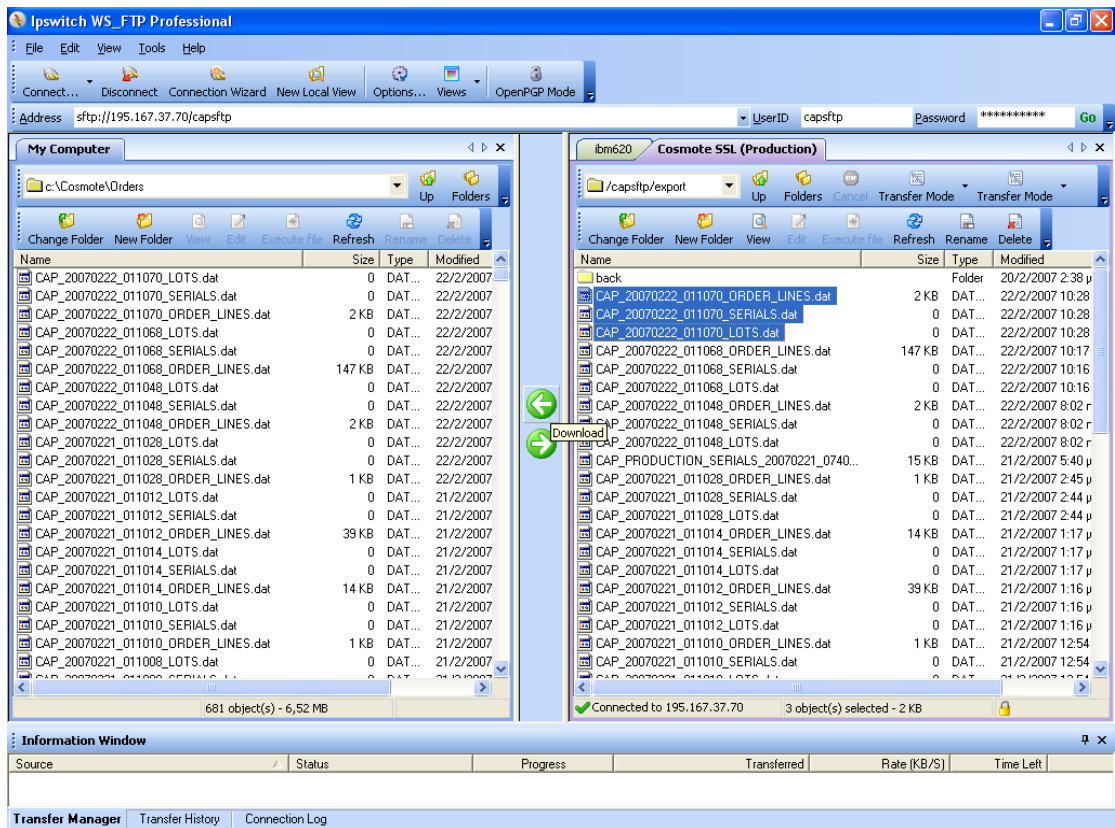 Ipswitch WS_FTP Professional
File Edit View Tools Help
Connect... Disconnect Connection Wizard New Local View Options... Views OpenPGP Mode
Address sftp://195.167.37.70/capsftp UserID capsftp Password ********** Go
My Computer
c:\Cosmote\Orders Up Folders
Change Folder New Folder View Edit Execute file Refresh Rename Delete
Name Size Type Modified
CAP_20070222_011070_LOTS.dat 0 DAT... 22/2/2007
CAP_20070222_011070_SERIALS.dat 0 DAT... 22/2/2007
CAP_20070222_011070_ORDER_LINES.dat 2 KB DAT... 22/2/2007
CAP_20070222_011068_LOTS.dat 0 DAT... 22/2/2007
CAP_20070222_011068_SERIALS.dat 0 DAT... 22/2/2007
CAP_20070222_011068_ORDER_LINES.dat 147 KB DAT... 22/2/2007
CAP_20070222_011048_LOTS.dat 0 DAT... 22/2/2007
CAP_20070222_011048_SERIALS.dat 0 DAT... 22/2/2007
CAP_20070222_011048_ORDER_LINES.dat 2 KB DAT... 22/2/2007
CAP_20070221_011028_LOTS.dat 0 DAT... 22/2/2007
CAP_20070221_011028_SERIALS.dat 0 DAT... 22/2/2007
CAP_20070221_011028_ORDER_LINES.dat 1 KB DAT... 22/2/2007
CAP_20070221_011012_LOTS.dat 0 DAT... 21/2/2007
CAP_20070221_011012_SERIALS.dat 0 DAT... 21/2/2007
CAP_20070221_011012_ORDER_LINES.dat 39 KB DAT... 21/2/2007
CAP_20070221_011014_LOTS.dat 0 DAT... 21/2/2007
CAP_20070221_011014_SERIALS.dat 0 DAT... 21/2/2007
CAP_20070221_011014_ORDER_LINES.dat 14 KB DAT... 21/2/2007
CAP_20070221_011010_LOTS.dat 0 DAT... 21/2/2007
CAP_20070221_011010_SERIALS.dat 0 DAT... 21/2/2007
CAP_20070221_011010_ORDER_LINES.dat 1 KB DAT... 21/2/2007
CAP_20070221_011008_LOTS.dat 0 DAT... 21/2/2007
681 object(s) - 6,52 MB
Download
ibm620 Cosmote SSL (Production)
/capsftp/export Up Folders Cancel Transfer Mode Transfer Mode
Change Folder New Folder View Edit Execute file Refresh Rename Delete
Name Size Type Modified
back Folder 20/2/2007 2:38 μ
CAP_20070222_011070_ORDER_LINES.dat 2 KB DAT... 22/2/2007 10:28
CAP_20070222_011070_SERIALS.dat 0 DAT... 22/2/2007 10:28
CAP_20070222_011070_LOTS.dat 0 DAT... 22/2/2007 10:28
CAP_20070222_011068_ORDER_LINES.dat 147 KB DAT... 22/2/2007 10:17
CAP_20070222_011068_SERIALS.dat 0 DAT... 22/2/2007 10:16
CAP_20070222_011068_LOTS.dat 0 DAT... 22/2/2007 10:16
CAP_20070222_011048_ORDER_LINES.dat 2 KB DAT... 22/2/2007 8:02
CAP_20070222_011048_SERIALS.dat 0 DAT... 22/2/2007 8:02
CAP_20070222_011048_LOTS.dat 0 DAT... 22/2/2007 8:02
CAP_PRODUCTION_SERIALS_20070221_0740... 15 KB DAT... 21/2/2007 5:40 μ
CAP_20070221_011028_ORDER_LINES.dat 1 KB DAT... 21/2/2007 2:45 μ
CAP_20070221_011028_SERIALS.dat 0 DAT... 21/2/2007 2:44 μ
CAP_20070221_011028_LOTS.dat 0 DAT... 21/2/2007 2:44 μ
CAP_20070221_011014_ORDER_LINES.dat 14 KB DAT... 21/2/2007 1:17 μ
CAP_20070221_011014_SERIALS.dat 0 DAT... 21/2/2007 1:17 μ
CAP_20070221_011014_LOTS.dat 0 DAT... 21/2/2007 1:17 μ
CAP_20070221_011012_ORDER_LINES.dat 39 KB DAT... 21/2/2007 1:16 μ
CAP_20070221_011012_SERIALS.dat 0 DAT... 21/2/2007 1:16 μ
CAP_20070221_011012_LOTS.dat 0 DAT... 21/2/2007 1:16 μ
CAP_20070221_011010_ORDER_LINES.dat 1 KB DAT... 21/2/2007 12:54
CAP_20070221_011010_SERIALS.dat 0 DAT... 21/2/2007 12:54
Connected to 195.167.37.70 3 object(s) selected - 2 KB
Information Window
Source Status Progress Transferred Rate (KB/S) Time Left
Transfer Manager Transfer History Connection Log